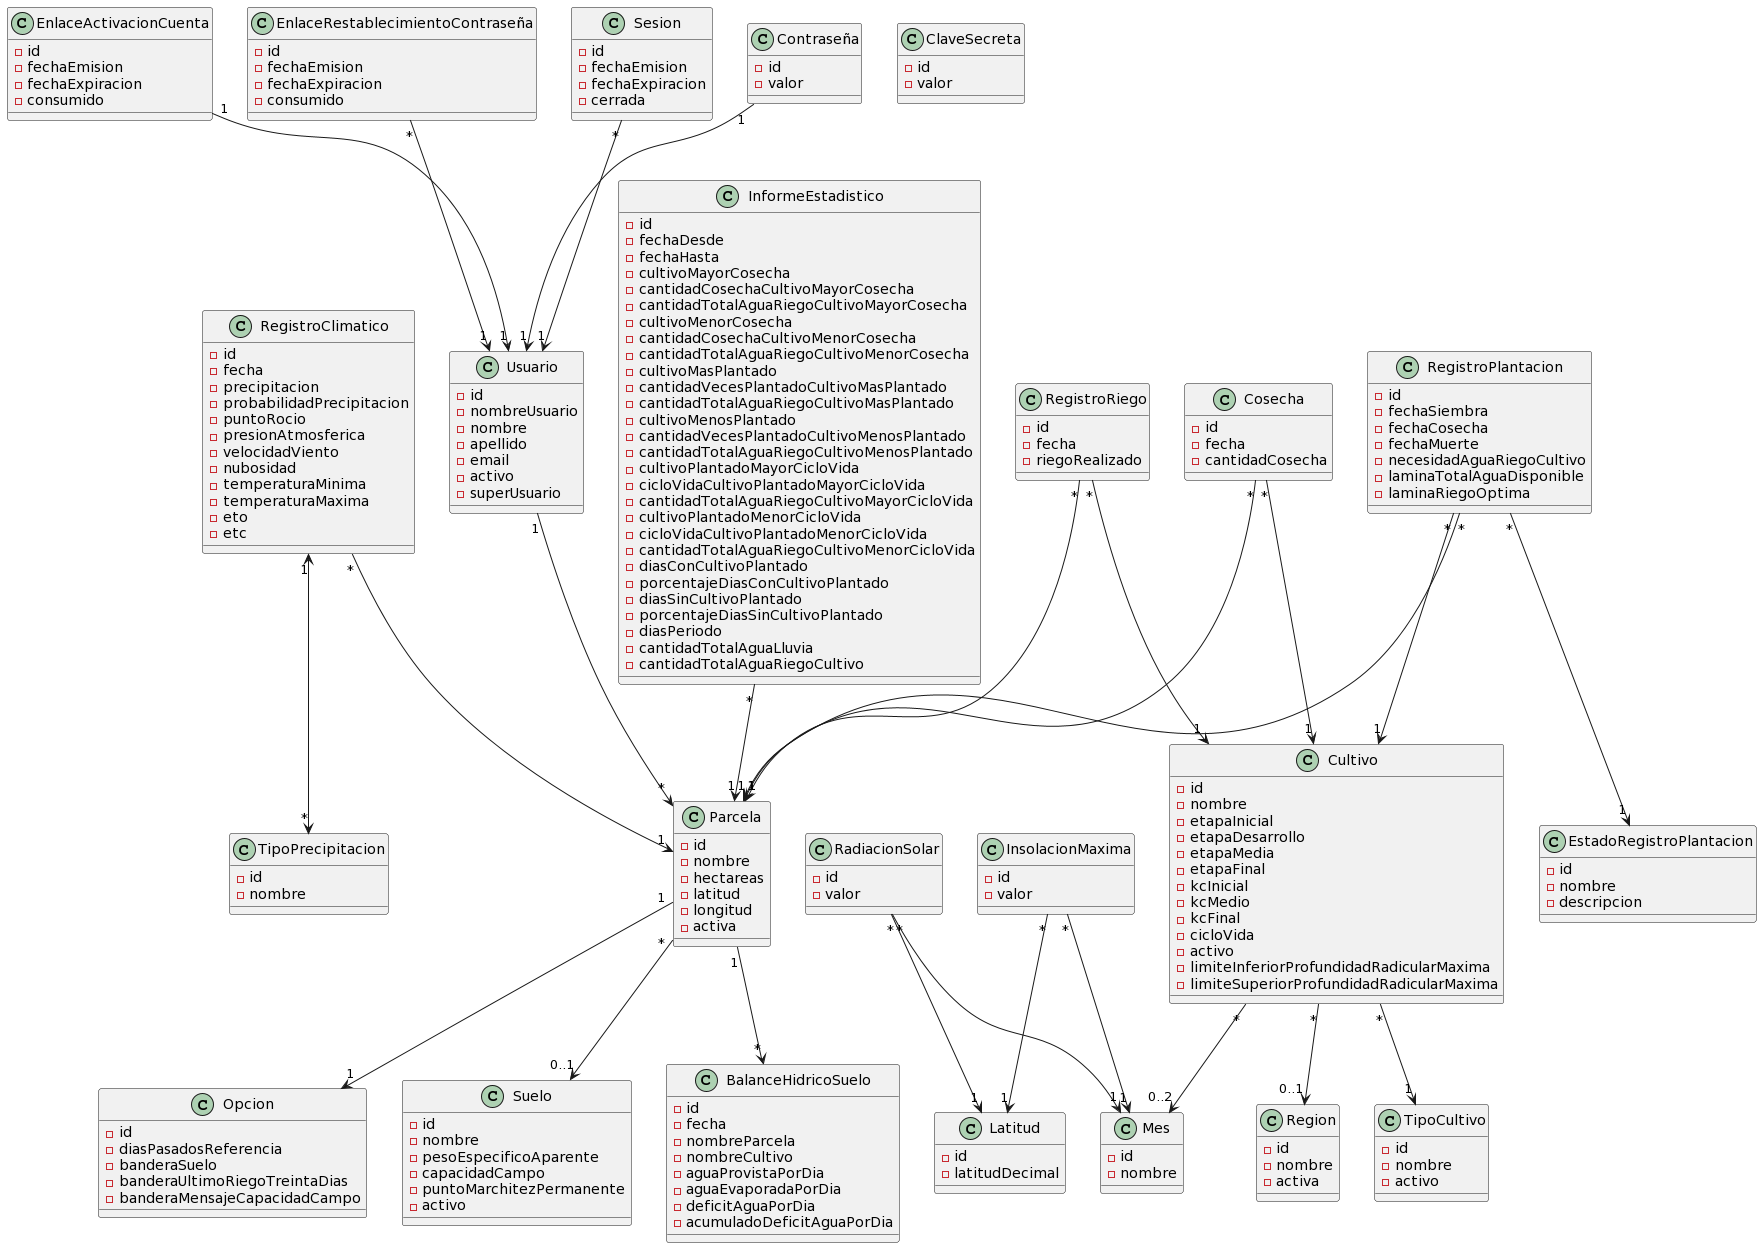 EnlaceActivacionCuenta
id
fechaEmision
fechaExpiracion
consumido
EnlaceRestablecimientoContraseña
id
fechaEmision
fechaExpiracion
consumido
Sesion
id
fechaEmision
fechaExpiracion
cerrada
Contraseña
id
valor
ClaveSecreta
id
valor
1
*
*
1
InformeEstadistico
id
fechaDesde
fechaHasta
cultivoMayorCosecha
cantidadCosechaCultivoMayorCosecha
cantidadTotalAguaRiegoCultivoMayorCosecha
cultivoMenorCosecha
cantidadCosechaCultivoMenorCosecha
cantidadTotalAguaRiegoCultivoMenorCosecha
cultivoMasPlantado
cantidadVecesPlantadoCultivoMasPlantado
cantidadTotalAguaRiegoCultivoMasPlantado
cultivoMenosPlantado
cantidadVecesPlantadoCultivoMenosPlantado
cantidadTotalAguaRiegoCultivoMenosPlantado
cultivoPlantadoMayorCicloVida
cicloVidaCultivoPlantadoMayorCicloVida
cantidadTotalAguaRiegoCultivoMayorCicloVida
cultivoPlantadoMenorCicloVida
cicloVidaCultivoPlantadoMenorCicloVida
cantidadTotalAguaRiegoCultivoMenorCicloVida
diasConCultivoPlantado
porcentajeDiasConCultivoPlantado
diasSinCultivoPlantado
porcentajeDiasSinCultivoPlantado
diasPeriodo
cantidadTotalAguaLluvia
cantidadTotalAguaRiegoCultivo
RegistroClimatico
id
fecha
precipitacion
probabilidadPrecipitacion
puntoRocio
presionAtmosferica
velocidadViento
nubosidad
temperaturaMinima
temperaturaMaxima
eto
etc
1 1 1 1
Usuario
id
nombreUsuario
nombre
apellido
email
activo
superUsuario
RegistroRiego
id
fecha
riegoRealizado
Cosecha
id
fecha
cantidadCosecha
RegistroPlantacion
id
fechaSiembra
fechaCosecha
fechaMuerte
necesidadAguaRiegoCultivo
laminaTotalAguaDisponible
laminaRiegoOptima
1
*
1
*
* *
* *
* *
*
1
1
1
1
*
*
1
1
1
1
Cultivo
id
nombre
etapaInicial
etapaDesarrollo
etapaMedia
etapaFinal
kcInicial
kcMedio
kcFinal
cicloVida
activo
limiteInferiorProfundidadRadicularMaxima
limiteSuperiorProfundidadRadicularMaxima
TipoPrecipitacion
id
nombre
Parcela
id
nombre
hectareas
latitud
longitud
activa
RadiacionSolar
id
valor
InsolacionMaxima
id
valor
EstadoRegistroPlantacion
id
nombre
descripcion
1
*
1
* *
* *
*
*
*
1
0..1
*
1
1
1
1
0..2
0..1
1
Opcion
id
diasPasadosReferencia
banderaSuelo
banderaUltimoRiegoTreintaDias
banderaMensajeCapacidadCampo
Suelo
id
nombre
pesoEspecificoAparente
capacidadCampo
puntoMarchitezPermanente
activo
BalanceHidricoSuelo
id
fecha
nombreParcela
nombreCultivo
aguaProvistaPorDia
aguaEvaporadaPorDia
deficitAguaPorDia
acumuladoDeficitAguaPorDia
Latitud
id
latitudDecimal
Mes
id
nombre
Region
id
nombre
activa
TipoCultivo
id
nombre
activo